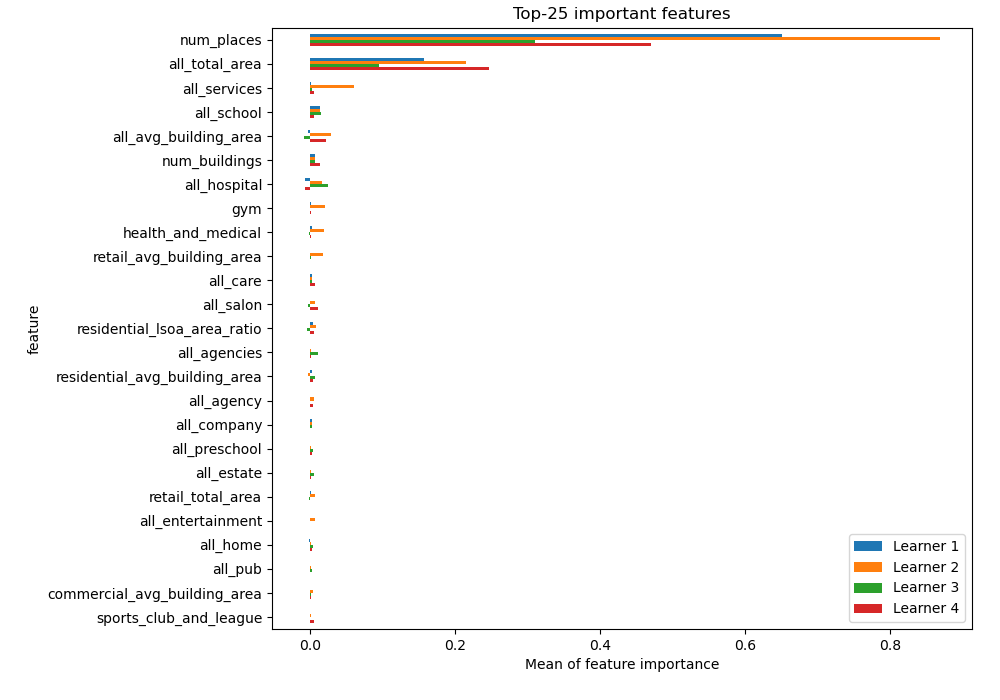 Top-25 important features
num_places
all_total_area
all_services
all_school
all_avg_building_area
num_buildings
all_hospital
gym
health_and_medical
retail_avg_building_area
all_care
all_salon
residential_lsoa_area_ratio
all_agencies
residential_avg_building_area
all_agency
all_company
all_preschool
all_estate
retail_total_area
all_entertainment
all_home
all_pub
commercial_avg_building_area
sports_club_and_league
feature
Learner 1
Learner 2
Learner 3
Learner 4
0.0 0.2 0.4 0.6 0.8
Mean of feature importance